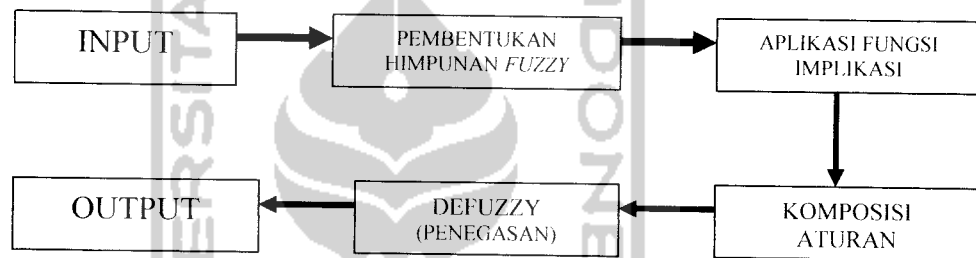 INPUT
PEMBENTUKAN
HIMPUNAN FUZZY
APLIKASI FUNGSI
IMPLIKASI
OUTPUT
DEFUZZY
(PENEGASAN)
KOMPOSISI
ATURAN